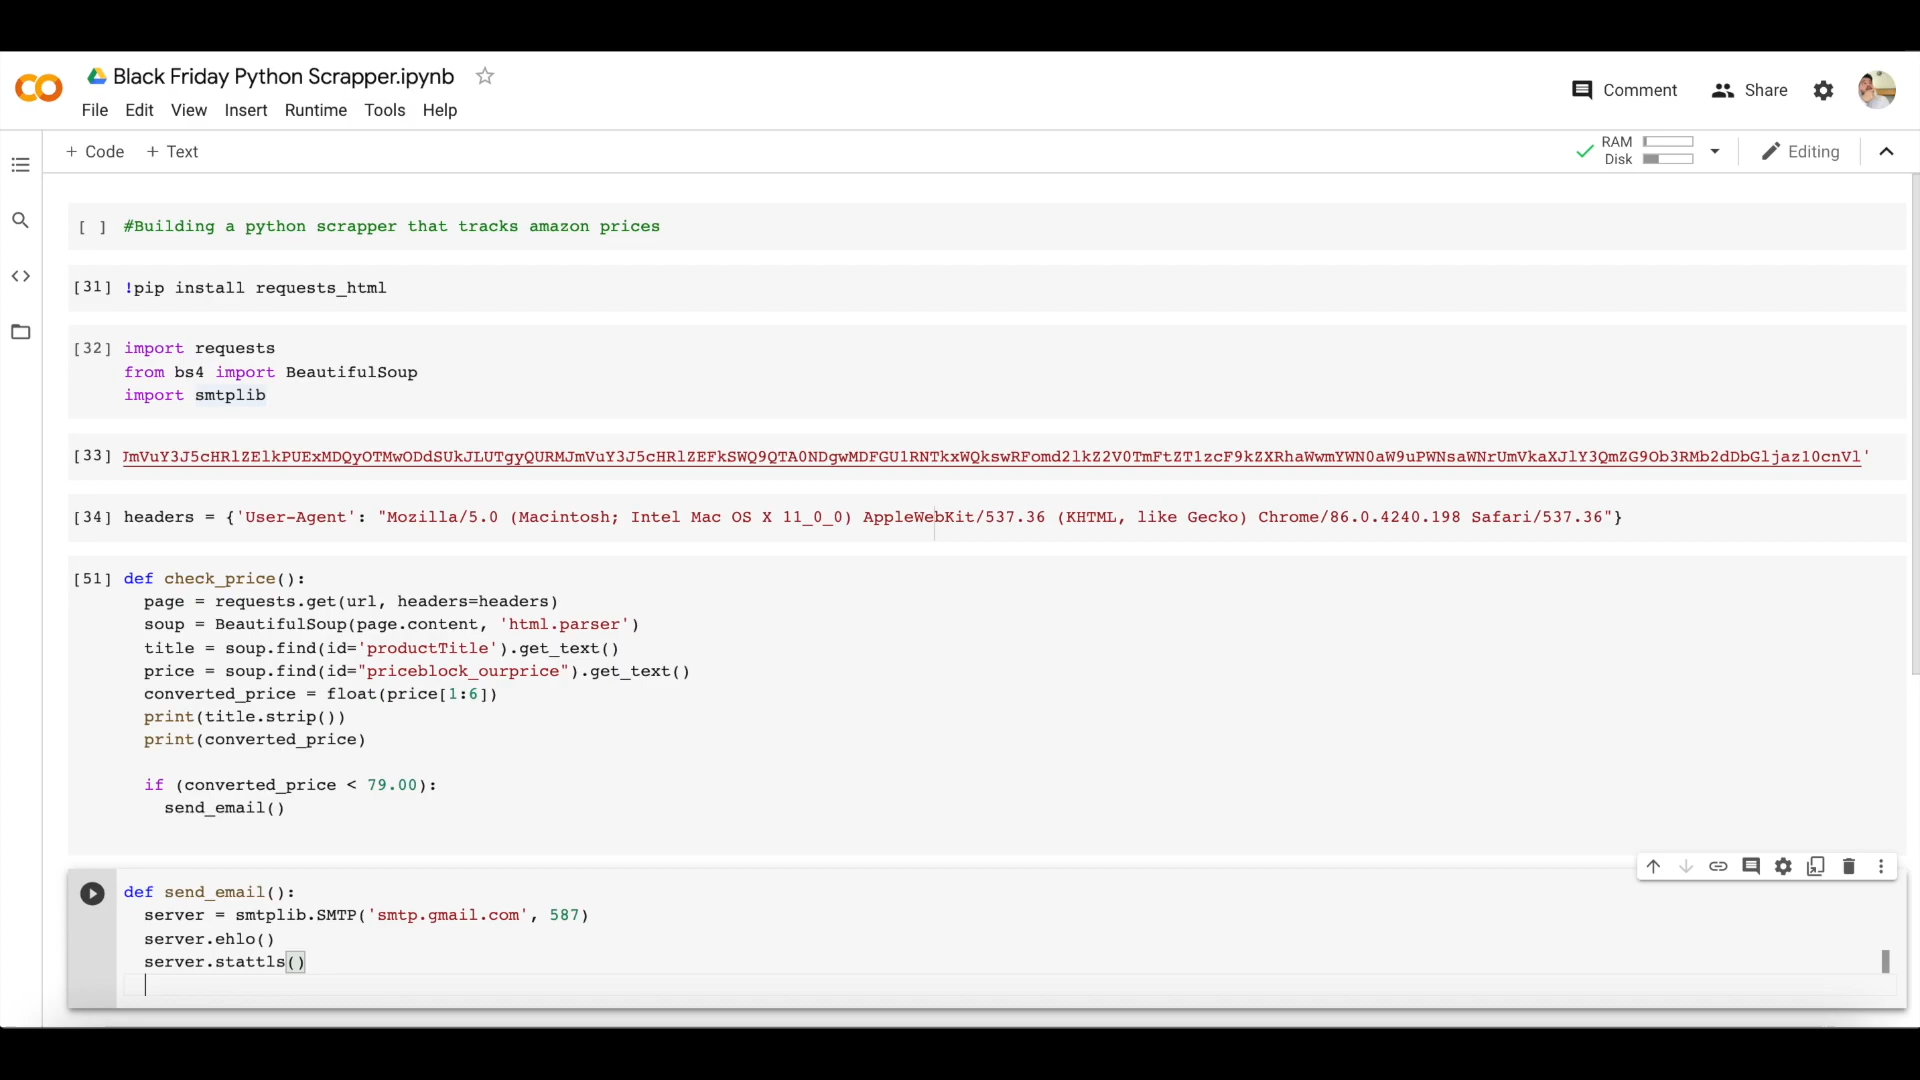 Black Friday Python Scrapper.ipynb
File Edit View Insert Runtime Tools Help
Comment Share
+ Code + Text
RAM
Disk
Editing
[ ] #Building a python scrapper that tracks amazon prices
[31] !pip install requests_html
[32] import requests
from bs4 import BeautifulSoup
import smtplib
[33] JmVuY3J5cHRlZElkPUExMDQyOTMwODdSUkJLUTgyQURMJmVuY3J5cHRlZEFkSWQ9QTA0NDgwMDFGU1RNTkxWQkswRFomd2lkZ2V0TmFtZT1zcF9kZXRhaWwmYWN0aW9uPWNsaWNrUmVkaXJlY3QmZG9Ob3RMb2dDbGljaz10cnVl'
[34] headers = {'User-Agent': "Mozilla/5.0 (Macintosh; Intel Mac OS X 11_0_0) AppleWebKit/537.36 (KHTML, like Gecko) Chrome/86.0.4240.198 Safari/537.36"}
[51] def check_price():
page = requests.get(url, headers=headers)
soup = BeautifulSoup(page.content, 'html.parser')
title = soup.find(id='productTitle').get_text()
price = soup.find(id="priceblock_ourprice").get_text()
converted_price = float(price[1:6])
print(title.strip())
print(converted_price)
if (converted_price < 79.00):
send_email()
def send_email():
server = smtplib.SMTP('smtp.gmail.com', 587)
server.ehlo()
server.stattls()